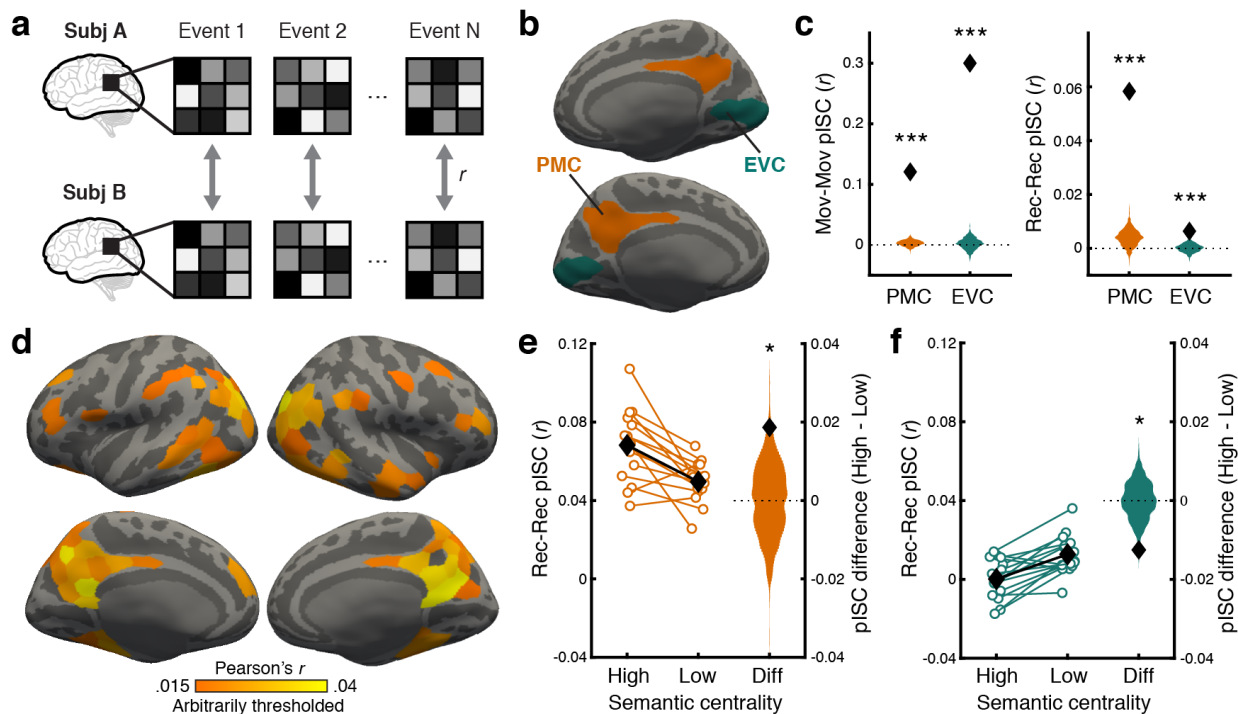 a
Subj A
Event 1
Event 2
Event N
...
r
Subj B
...
b
PMC
EVC
c
Mov-Mov pISC (r)
0.3
0.2
0.1
0
***
***
PMC
EVC
Rec-Rec pISC (r)
0.06
0.04
0.02
0
***
***
PMC
EVC
d
Pearson's r
.015
.04
Arbitrarily thresholded
e
Rec-Rec pISC (r)
0.12
0.08
0.04
0
-0.04
*
0.04
0.02
0
-0.02
-0.04
pISC difference (High - Low)
High
Low
Diff
Semantic centrality
f
Rec-Rec pISC (r)
0.12
0.08
0.04
0
-0.04
*
0.04
0.02
0
-0.02
-0.04
pISC difference (High - Low)
High
Low
Diff
Semantic centrality